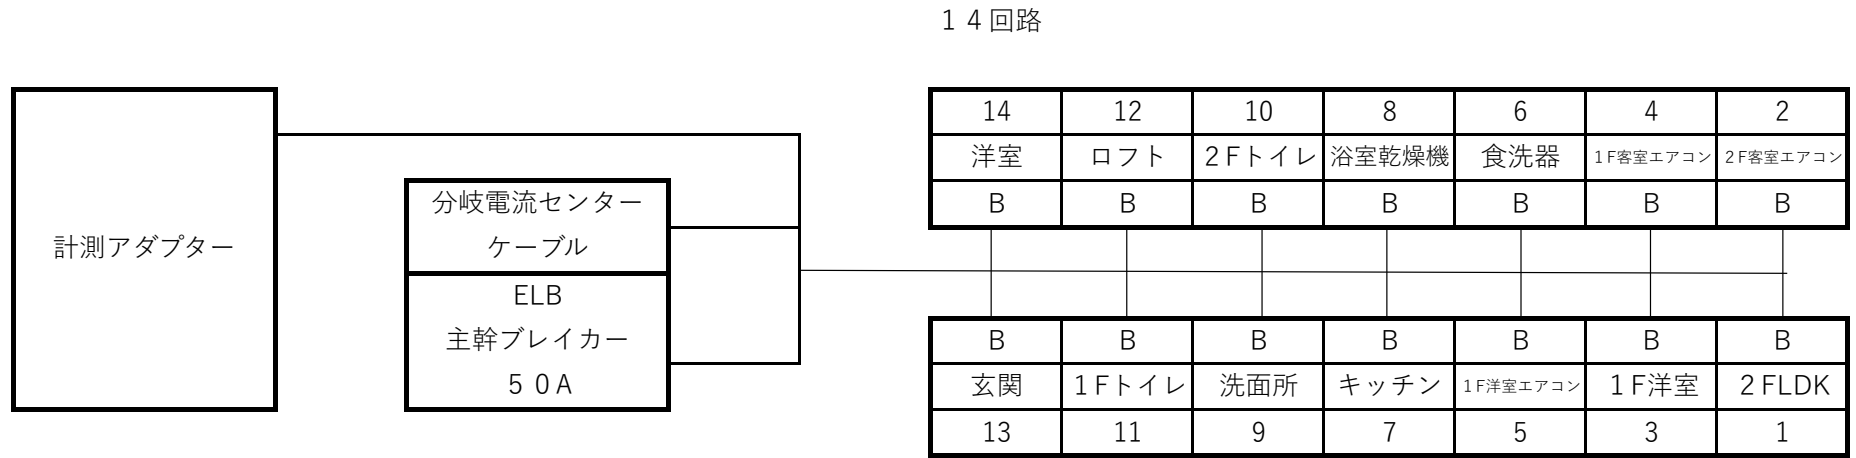 １４回路
14 12 10 8 6 4 2
洋室 ロフト ２Fトイレ 浴室乾燥機 食洗器 １F客室エアコン ２F客室エアコン
B B B B B B B
計測アダプター
分岐電流センター
ケーブル
ELB
主幹ブレイカー
５０A
B B B B B B B
玄関 １Fトイレ 洗面所 キッチン １F洋室エアコン １F洋室 ２FLDK
13 11 9 7 5 3 1